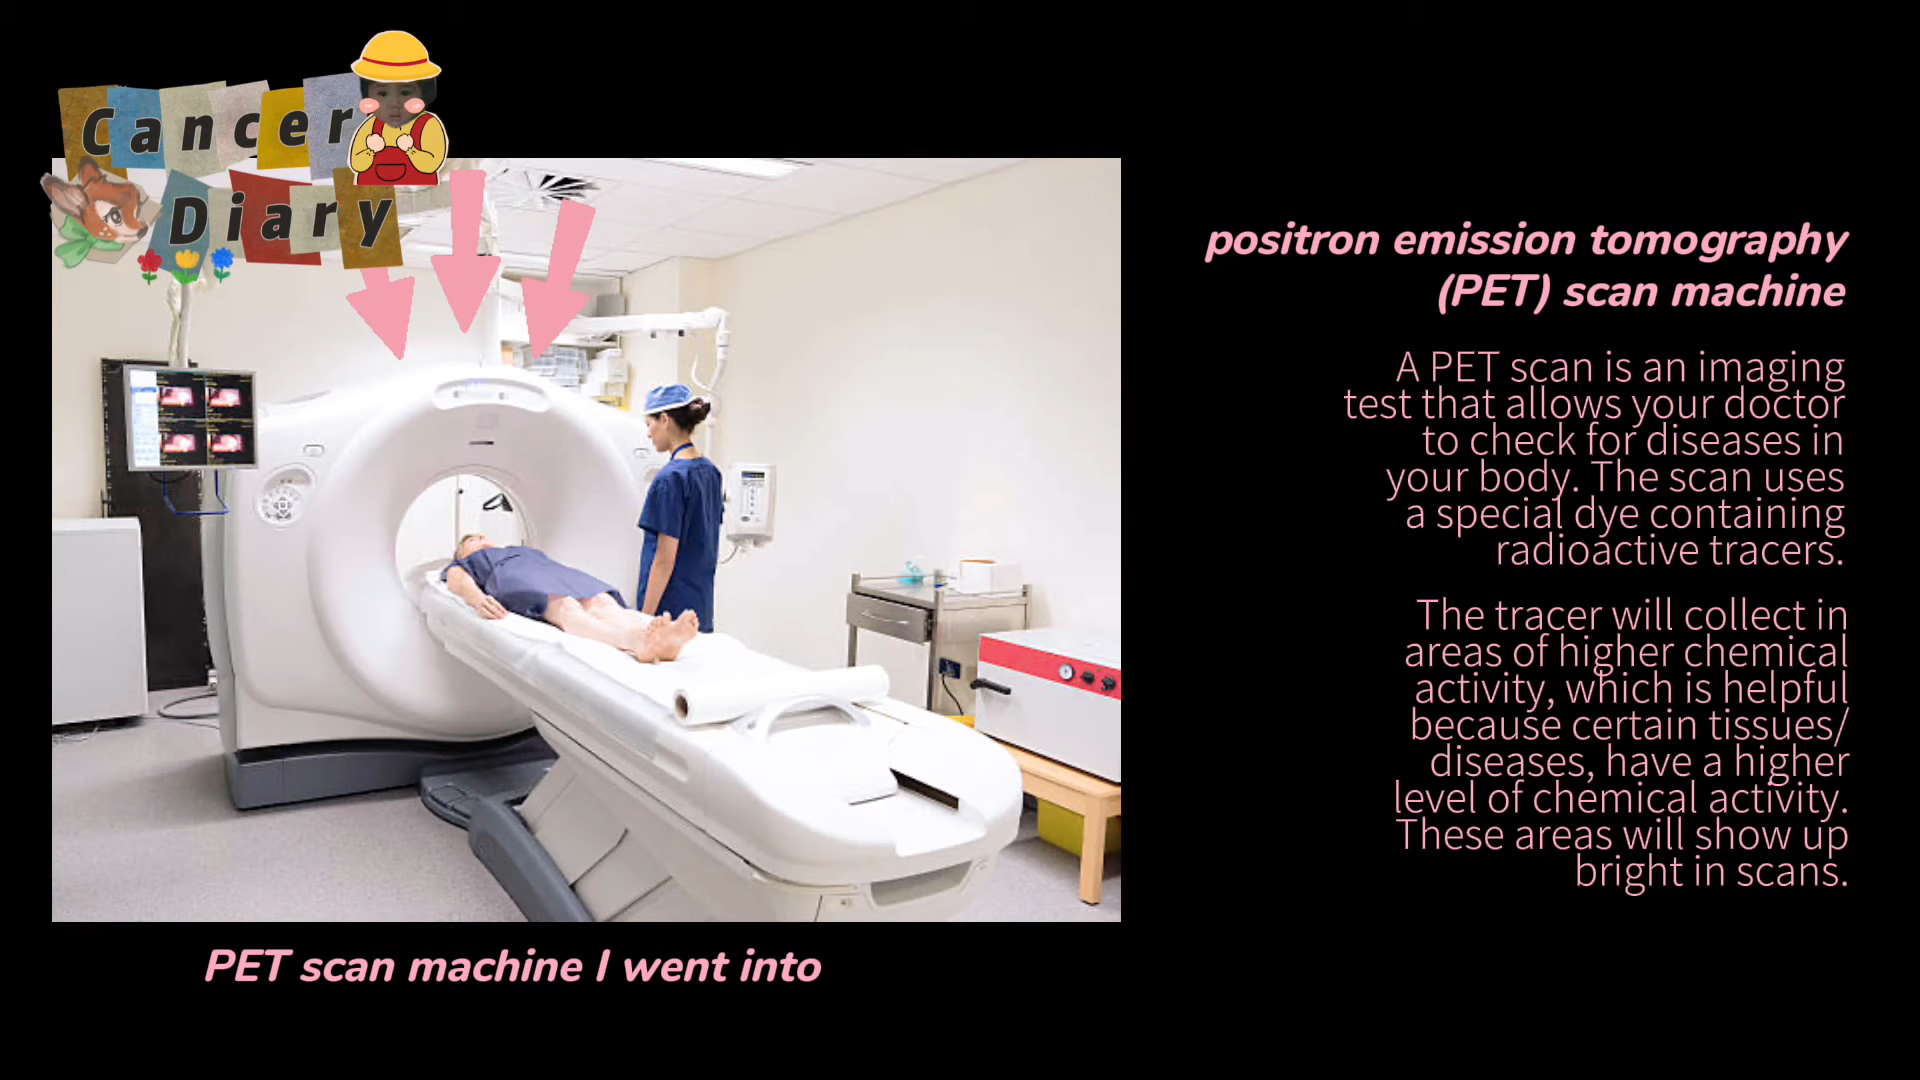 Cancer
Diary
positron emission tomography
(PET) scan machine
A PET scan is an imaging
test that allows your doctor
to check for diseases in
your body. The scan uses
a special dye containing
radioactive tracers.
The tracer will collect in
areas of higher chemical
activity, which is helpful
because certain tissues/
diseases, have a higher
level of chemical activity.
These areas will show up
bright in scans.
PET scan machine I went into